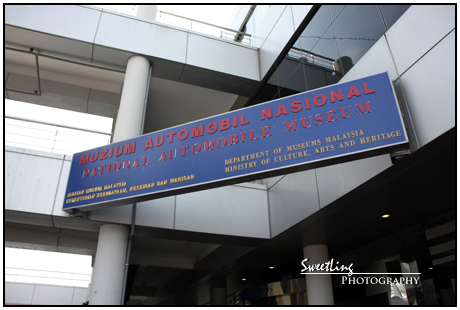 MUZIUM AUTOMOBIL NASIONAL
NATIONAL AUTOMOBILE MUSEUM
JABATAN MUZIUM MALAYSIA
KEMENTERIAN KEBUDAYAAN, KESENIAN DAN WARISAN
DEPARTMENT OF MUSEUMS MALAYSIA
MINISTRY OF CULTURE, ARTS AND HERITAGE
SWEETLING
PHOTOGRAPHY